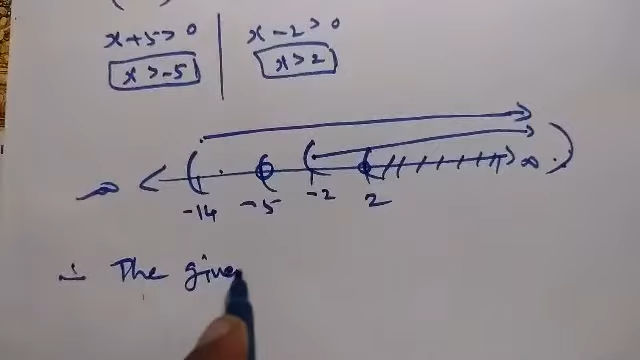 x+5>0 x-2>0
x>-5 x>2
-∞ -14 -5 -2 2 ∞
∴ The give